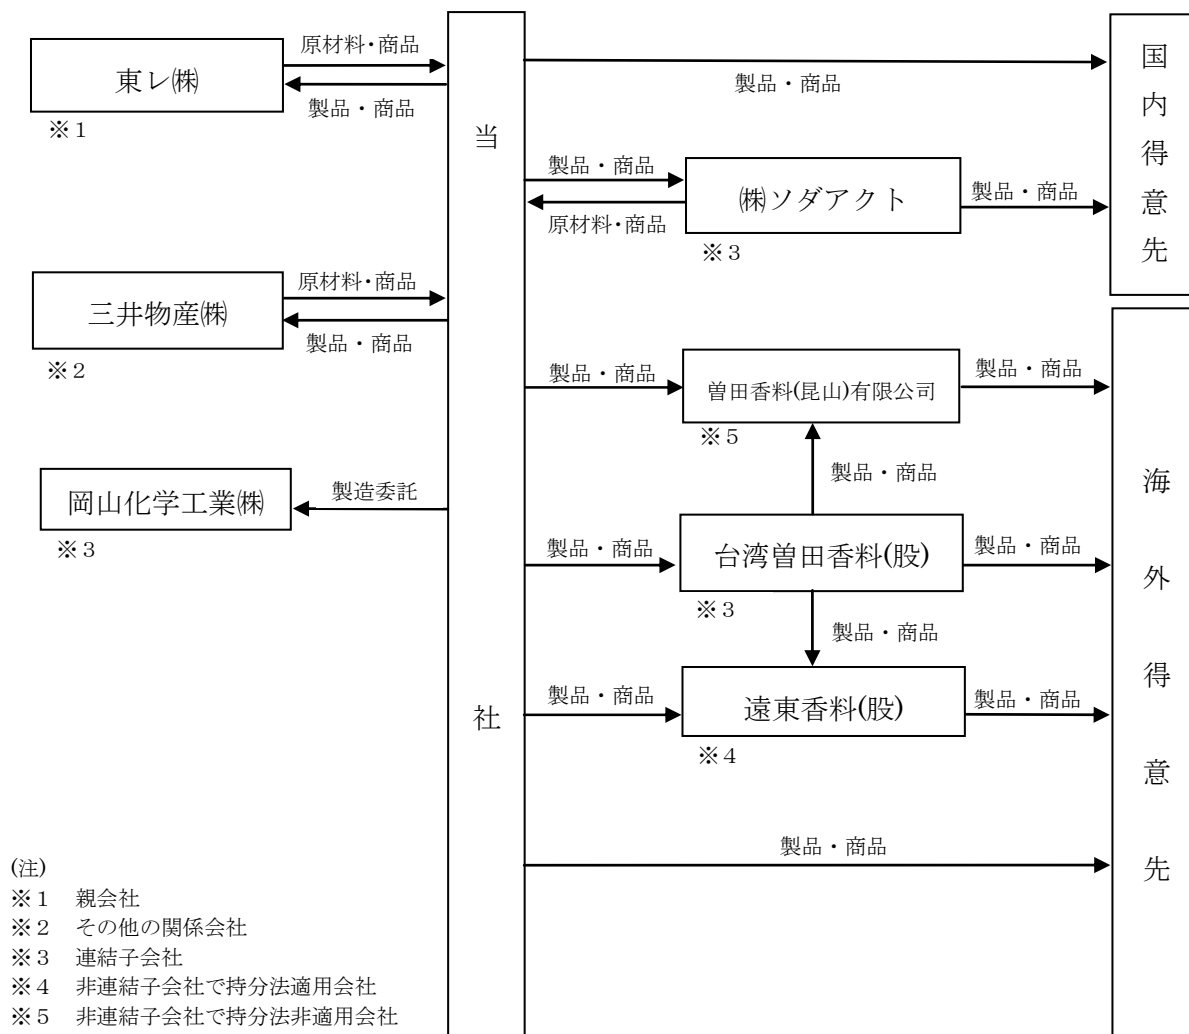 原材料・商品
東レ㈱
製品・商品
※1
三井物産㈱
原材料・商品
製品・商品
※2
岡山化学工業㈱
製造委託
※3
当社
製品・商品
製品・商品
㈱ソダアクト
原材料・商品
※3
製品・商品
製品・商品
曽田香料(昆山)有限公司
製品・商品
※5
製品・商品
製品・商品
台湾曽田香料(股)
製品・商品
※3
製品・商品
製品・商品
遠東香料(股)
製品・商品
※4
製品・商品
国内得意先
海外得意先
(注)
※1 親会社
※2 その他の関係会社
※3 連結子会社
※4 非連結子会社で持分法適用会社
※5 非連結子会社で持分法非適用会社